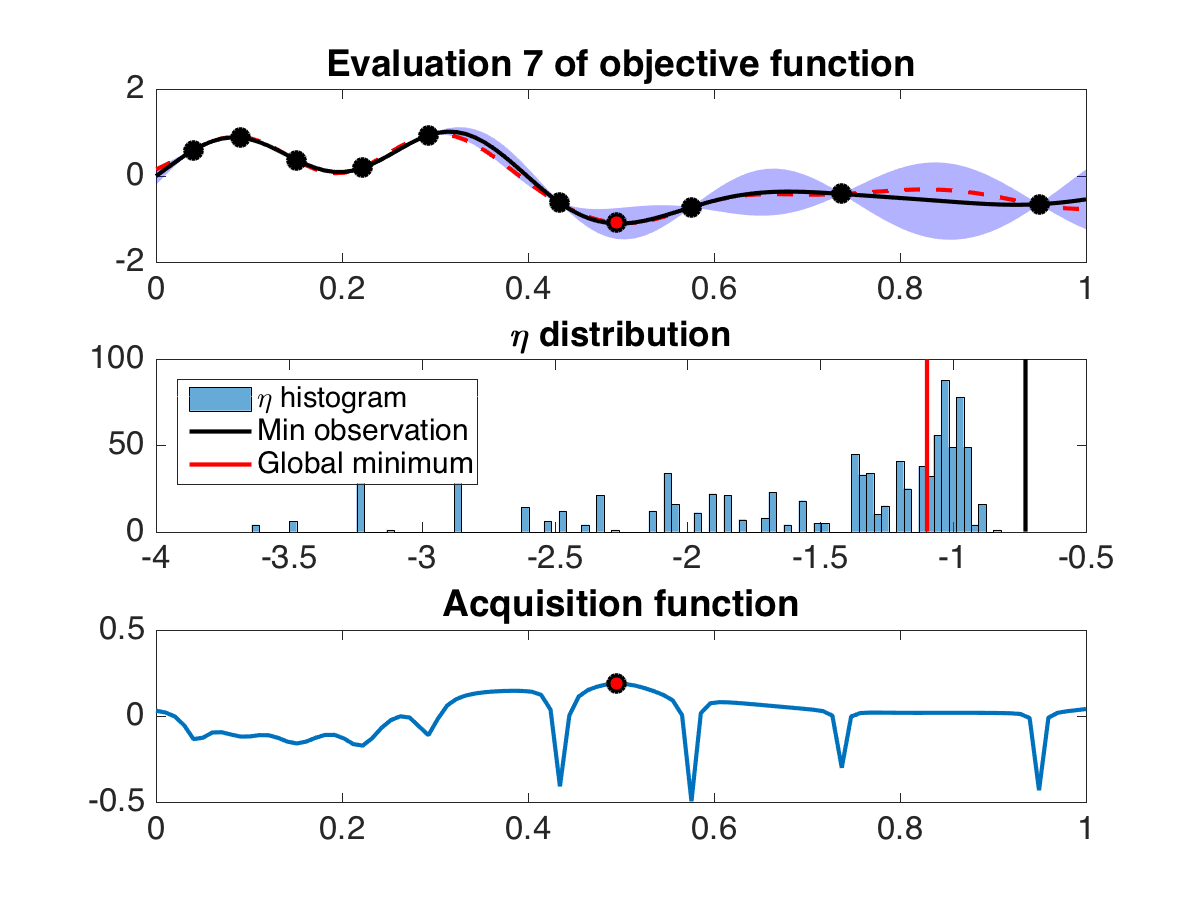 Evaluation 7 of objective function
2
0
-2
0 0.2 0.4 0.6 0.8 1
η distribution
100
50
0
η histogram
Min observation
Global minimum
-4 -3.5 -3 -2.5 -2 -1.5 -1 -0.5
Acquisition function
0.5
0
-0.5
0 0.2 0.4 0.6 0.8 1